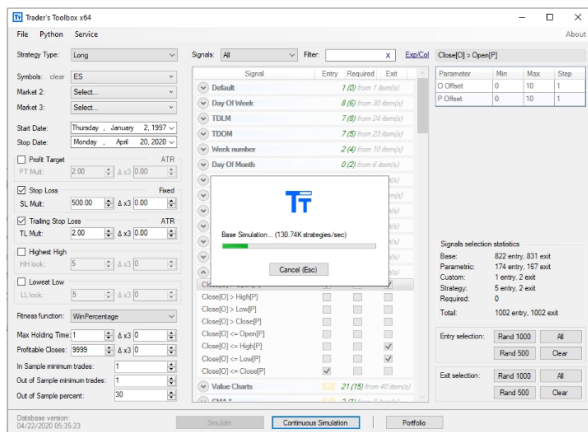 Trader's Toolbox x64
File Python Service About
Strategy Type: Long
Symbols: clear ES
Market 2: Select...
Market 3: Select...
Start Date: Thursday , January 2, 1997
Stop Date: Monday , April 20, 2020
Profit Target ATR
PT Mult: 2.00 Δ x3 0.00
Stop Loss Fixed
SL Mult: 500.00 Δ x3 0.00
Trailing Stop Loss ATR
TL Mult: 2.00 Δ x3 0.00
Highest High
HH look: 5 Δ x3 0
Lowest Low
LL look: 5 Δ x3 0
Fitness function: WinPercentage
Max Holding Time: 1 Δ x3 0
Profitable Closes: 9999 Δ x3 0
In Sample minimum trades: 1
Out of Sample minimum trades: 1
Out of Sample percent: 30
Signals: All Filter: x Exp/Col
Signal Entry Required Exit
Default 1 (0) from 1 item(s)
Day Of Week 8 (6) from 30 item(s)
TDLM 7 (8) from 24 item(s)
TDOM 7 (5) from 23 item(s)
Week number 2 (4) from 10 item(s)
Day Of Month 0 (2) from 6 item(s)
TT
Base Simulation... (130.74K strategies/sec)
Cancel (Esc)
Close[O] > High[P]
Close[O] > Low[P]
Close[O] > Close[P]
Close[O] <= Open[P]
Close[O] <= High[P]
Close[O] <= Low[P]
Close[O] <= Close[P]
Value Charts 21 (15) from 40 item(s)
Close[O] > Open[P]
Parameter Min Max Step
O Offset 0 10 1
P Offset 0 10 1
Signals selection statistics
Base: 822 entry, 831 exit
Parametric: 174 entry, 167 exit
Custom: 1 entry, 2 exit
Strategy: 5 entry, 2 exit
Required: 0
Total: 1002 entry, 1002 exit
Entry selection: Rand 1000 All
Rand 500 Clear
Exit selection: Rand 1000 All
Rand 500 Clear
Database version:
04/22/2020 05:35:23
Simulate Continuous Simulation Portfolio